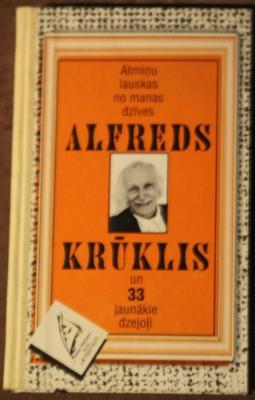 Atmiņu
lauskas
no manas
dzīves
ALFREDS
KRŪKLIS
un
33
jaunākie
dzejoļi